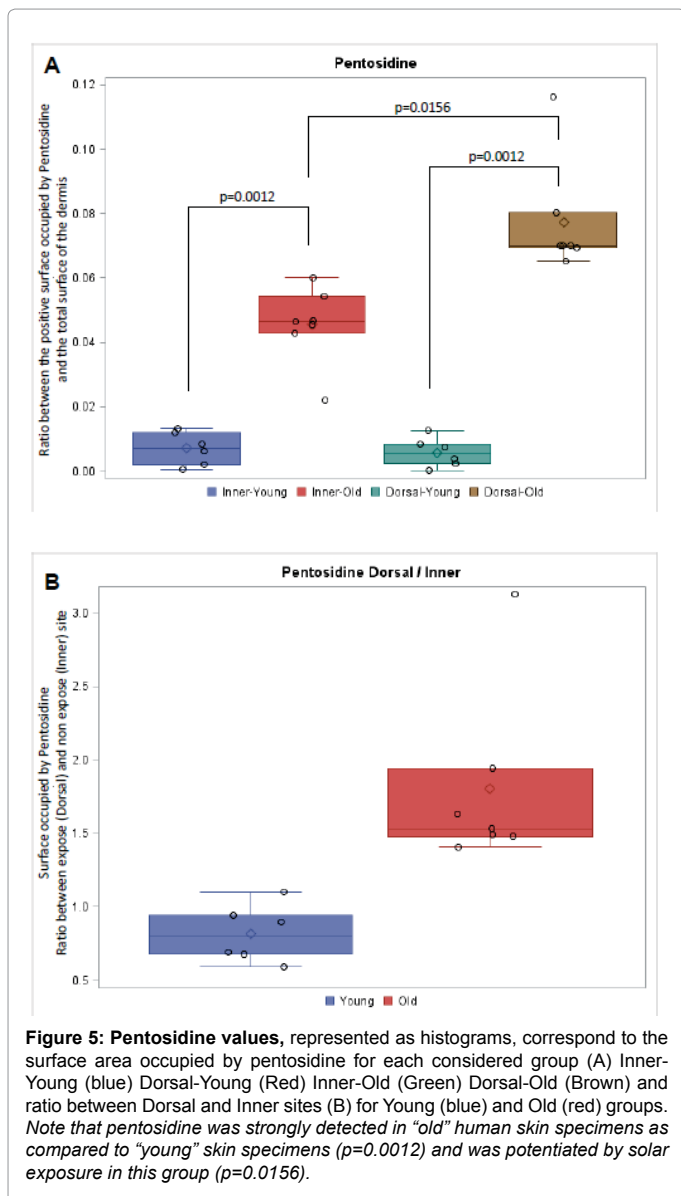 A
Pentosidine
Ratio between the positive surface occupied by Pentosidine
and the total surface of the dermis
0.12
0.10
0.08
0.06
0.04
0.02
0.00
p=0.0156
p=0.0012
p=0.0012
Inner-Young Inner-Old Dorsal-Young Dorsal-Old
B
Pentosidine Dorsal / Inner
Surface occupied by Pentosidine
Ratio between expose (Dorsal) and non expose (Inner) site
3.0
2.5
2.0
1.5
1.0
0.5
Young Old
Figure 5: Pentosidine values, represented as histograms, correspond to the
surface area occupied by pentosidine for each considered group (A) Inner-
Young (blue) Dorsal-Young (Red) Inner-Old (Green) Dorsal-Old (Brown) and
ratio between Dorsal and Inner sites (B) for Young (blue) and Old (red) groups.
Note that pentosidine was strongly detected in “old” human skin specimens as
compared to “young” skin specimens (p=0.0012) and was potentiated by solar
exposure in this group (p=0.0156).